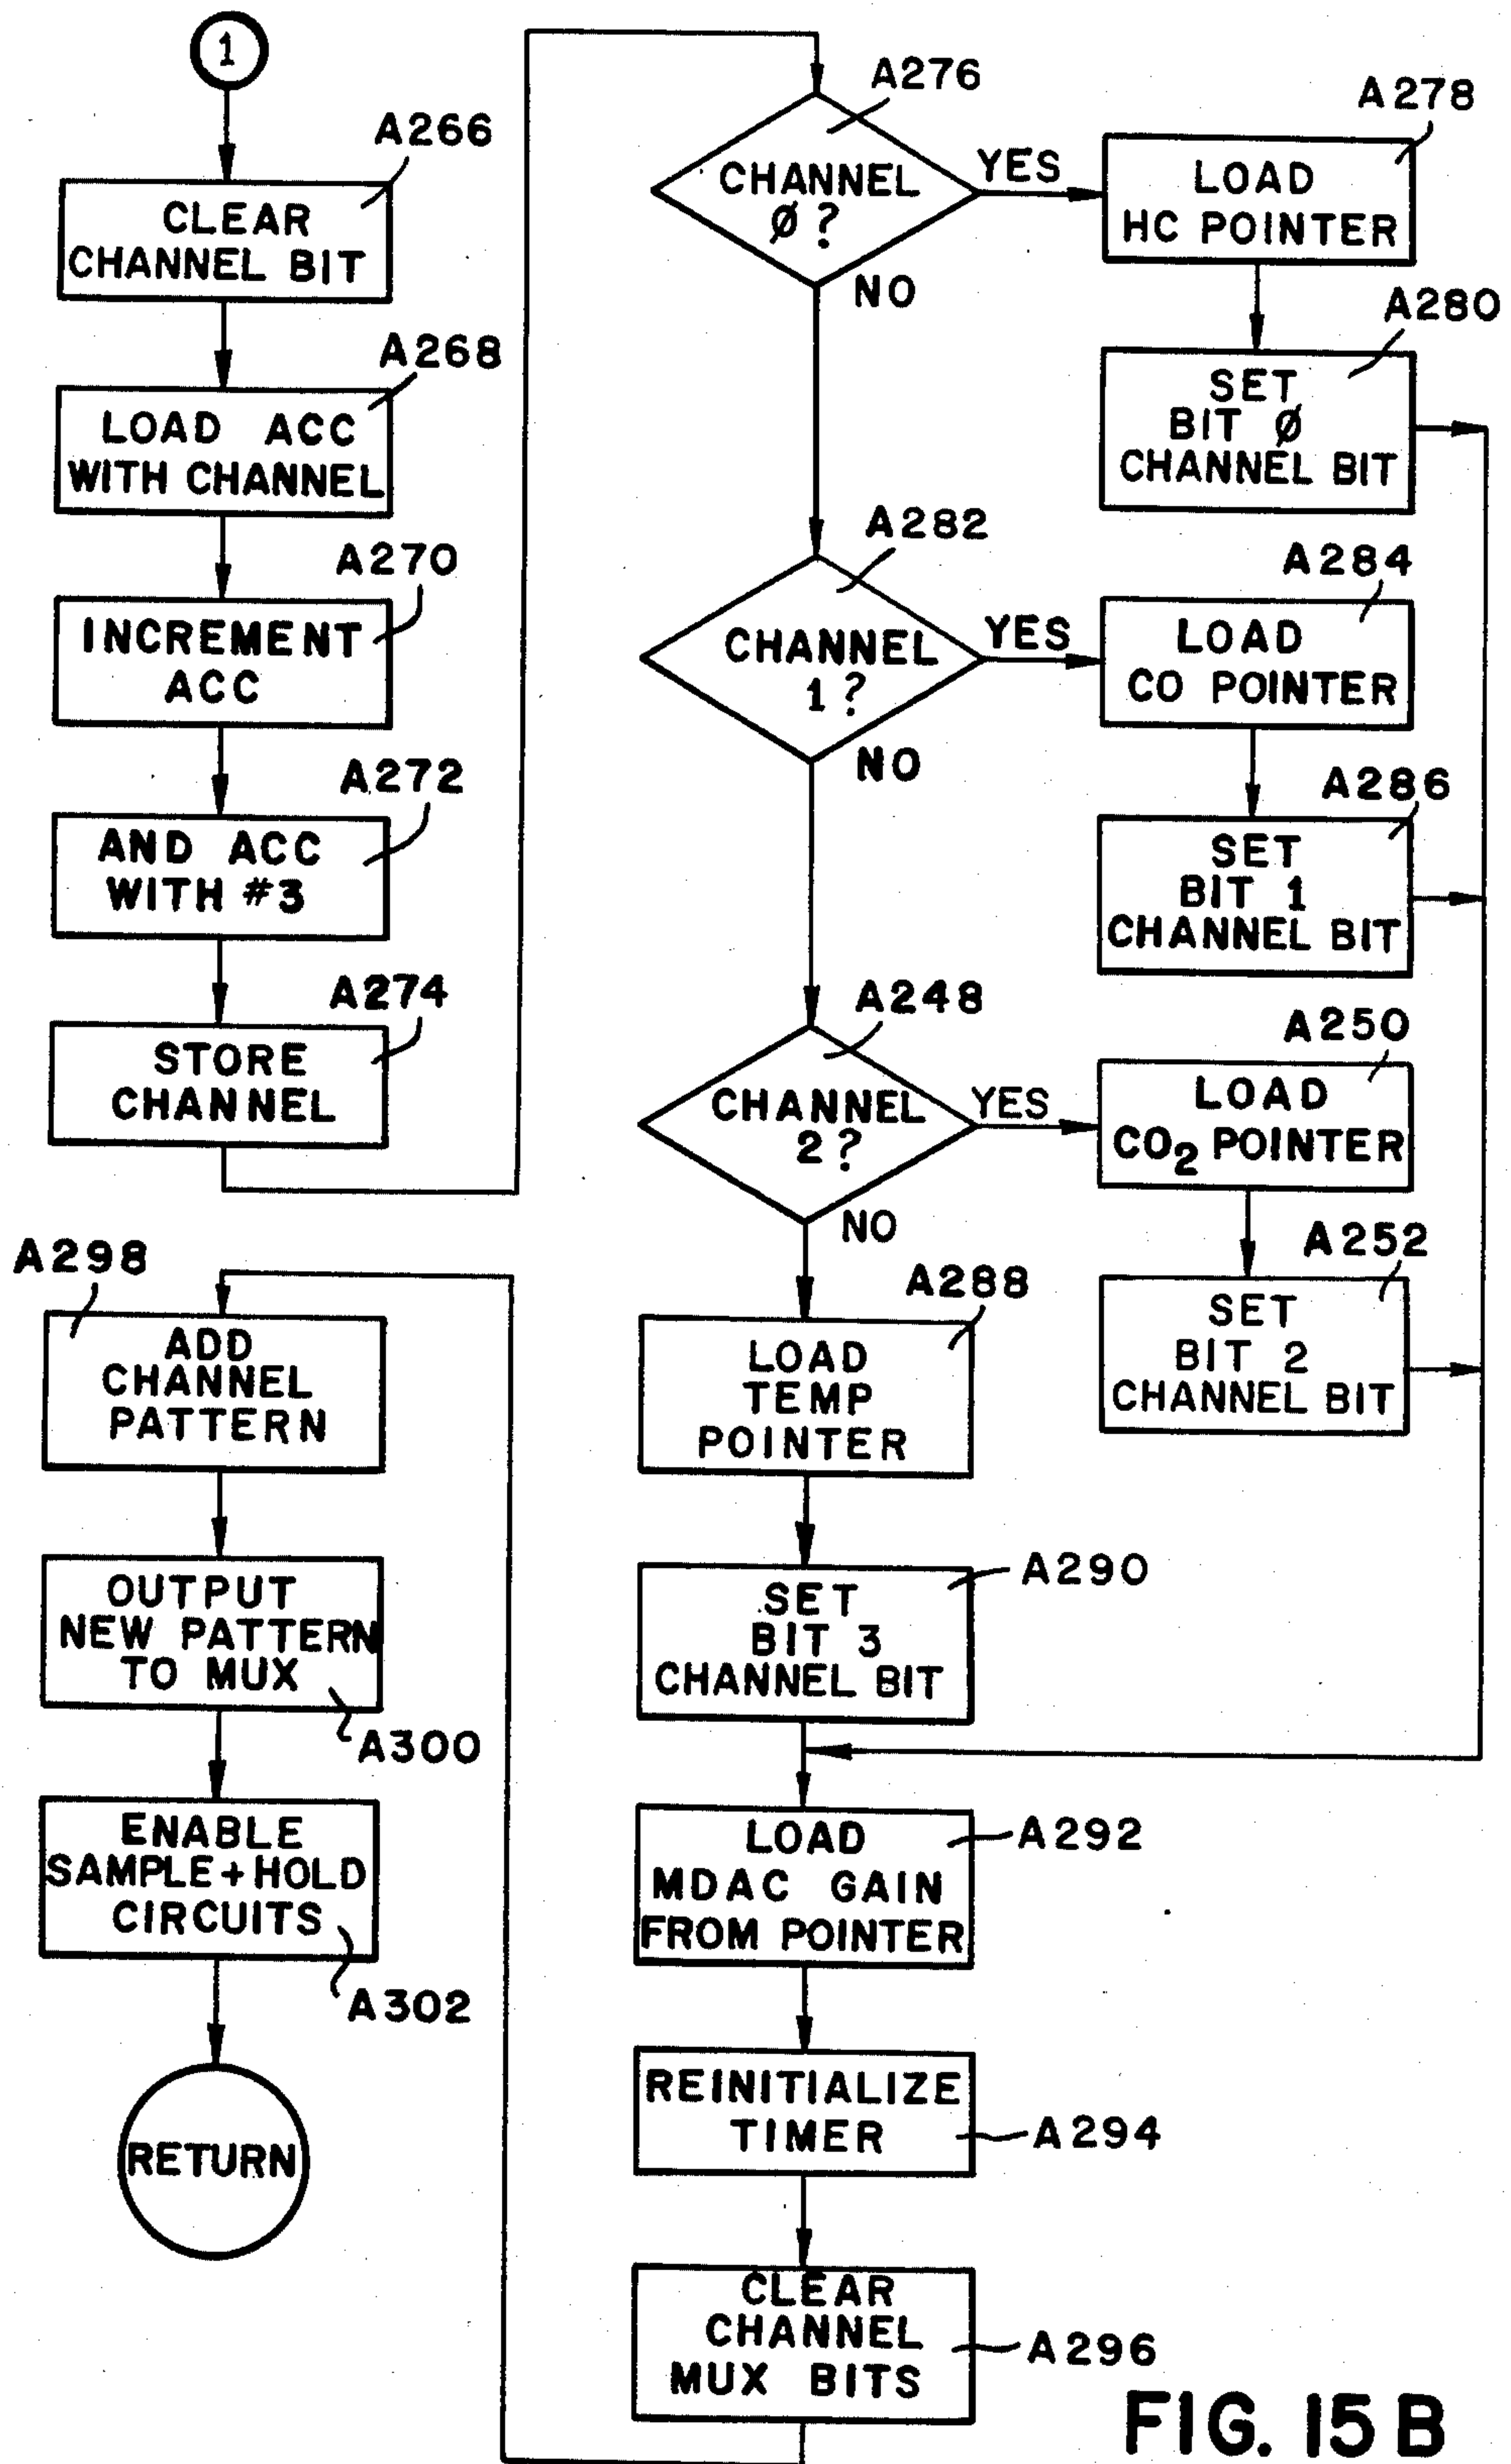 1
A266
CLEAR
CHANNEL BIT
A268
LOAD ACC
WITH CHANNEL
A270
INCREMENT
ACC
A272
AND ACC
WITH #3
A274
STORE
CHANNEL
A276
CHANNEL
Ø?
YES
NO
A278
LOAD
HC POINTER
A280
SET
BIT Ø
CHANNEL BIT
A282
CHANNEL
1?
YES
NO
A284
LOAD
CO POINTER
A286
SET
BIT 1
CHANNEL BIT
A248
CHANNEL
2?
YES
NO
A250
LOAD
CO₂ POINTER
A252
SET
BIT 2
CHANNEL BIT
A288
LOAD
TEMP
POINTER
A290
SET
BIT 3
CHANNEL BIT
A292
LOAD
MDAC GAIN
FROM POINTER
A294
REINITIALIZE
TIMER
A296
CLEAR
CHANNEL
MUX BITS
A298
ADD
CHANNEL
PATTERN
OUTPUT
NEW PATTERN
TO MUX
A300
ENABLE
SAMPLE+HOLD
CIRCUITS
A302
RETURN
FIG. 15B